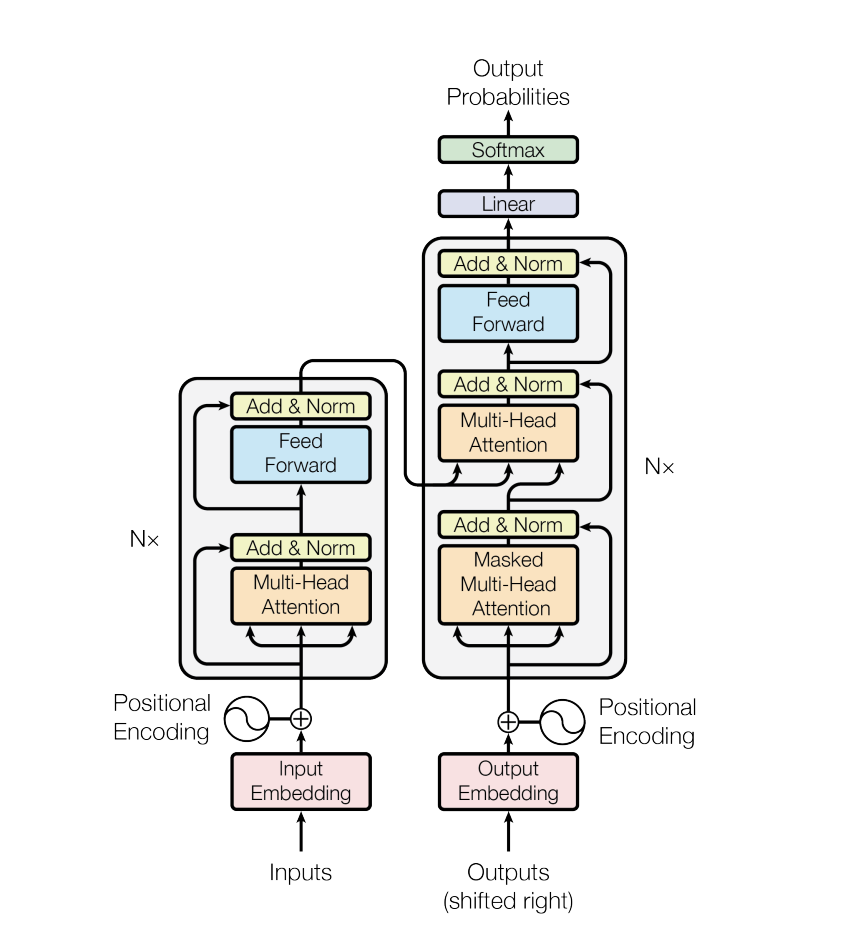 Output
Probabilities
Softmax
Linear
Add & Norm
Feed
Forward
Add & Norm
Multi-Head
Attention
Add & Norm
Masked
Multi-Head
Attention
N×
Add & Norm
Feed
Forward
Add & Norm
Multi-Head
Attention
N×
Positional
Encoding
Positional
Encoding
Input
Embedding
Output
Embedding
Inputs
Outputs
(shifted right)